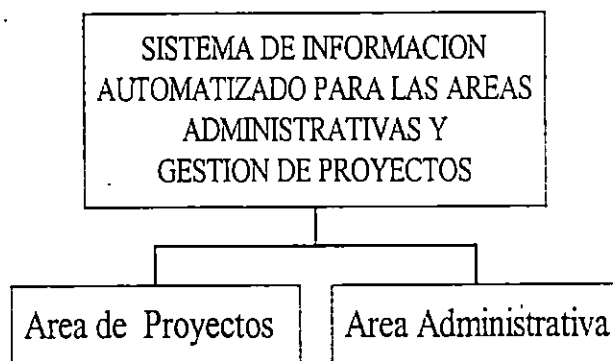 SISTEMA DE INFORMACION
AUTOMATIZADO PARA LAS AREAS
ADMINISTRATIVAS Y
GESTION DE PROYECTOS
Area de Proyectos
Area Administrativa